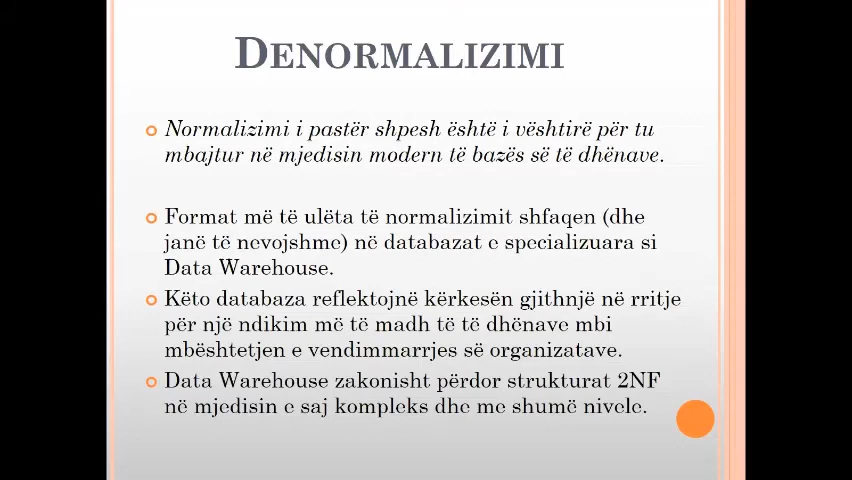 DENORMALIZIMI
Normalizimi i pastër shpesh është i vështirë për tu
mbajtur në mjedisin modern të bazës së të dhënave.
Format më të ulëta të normalizimit shfaqen (dhe
janë të nevojshme) në databazat e specializuara si
Data Warehouse.
Këto databaza reflektojnë kërkesën gjithnjë në rritje
për një ndikim më të madh të të dhënave mbi
mbështetjen e vendimmarrjes së organizatave.
Data Warehouse zakonisht përdor strukturat 2NF
në mjedisin e saj kompleks dhe me shumë nivele.